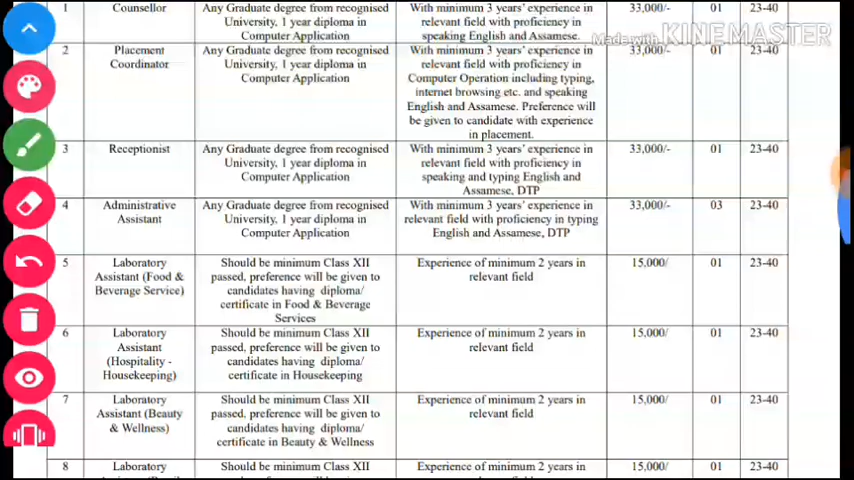 1 Counsellor Any Graduate degree from recognised University, 1 year diploma in Computer Application With minimum 3 years' experience in relevant field with proficiency in speaking English and Assamese. 33,000/- 01 23-40
Made with KINEMASTER
2 Placement Coordinator Any Graduate degree from recognised University, 1 year diploma in Computer Application With minimum 3 years' experience in relevant field with proficiency in Computer Operation including typing, internet browsing etc. and speaking English and Assamese. Preference will be given to candidate with experience in placement. 33,000/- 01 23-40
3 Receptionist Any Graduate degree from recognised University, 1 year diploma in Computer Application With minimum 3 years' experience in relevant field with proficiency in speaking and typing English and Assamese, DTP 33,000/- 01 23-40
4 Administrative Assistant Any Graduate degree from recognised University, 1 year diploma in Computer Application With minimum 3 years' experience in relevant field with proficiency in typing English and Assamese, DTP 33,000/- 03 23-40
5 Laboratory Assistant (Food & Beverage Service) Should be minimum Class XII passed, preference will be given to candidates having diploma/ certificate in Food & Beverage Services Experience of minimum 2 years in relevant field 15,000/ 01 23-40
6 Laboratory Assistant (Hospitality - Housekeeping) Should be minimum Class XII passed, preference will be given to candidates having diploma/ certificate in Housekeeping Experience of minimum 2 years in relevant field 15,000/ 01 23-40
7 Laboratory Assistant (Beauty & Wellness) Should be minimum Class XII passed, preference will be given to candidates having diploma/ certificate in Beauty & Wellness Experience of minimum 2 years in relevant field 15,000/ 01 23-40
8 Laboratory Should be minimum Class XII Experience of minimum 2 years in 15,000/ 01 23-40